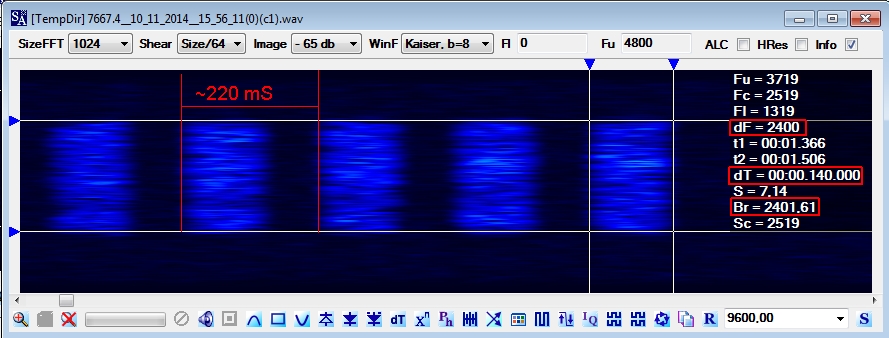 SA [TempDir] 7667.4__10_11_2014__15_56_11(0)(c1).wav
SizeFFT 1024 Shear Size/64 Image - 65 db WinF Kaiser, b=8 Fl 0 Fu 4800 ALC HRes Info
~220 mS
Fu = 3719
Fc = 2519
Fl = 1319
dF = 2400
t1 = 00:01.366
t2 = 00:01.506
dT = 00:00.140.000
S = 7,14
Br = 2401,61
Sc = 2519
dT Xⁿ Ph IQ R 9600,00 S